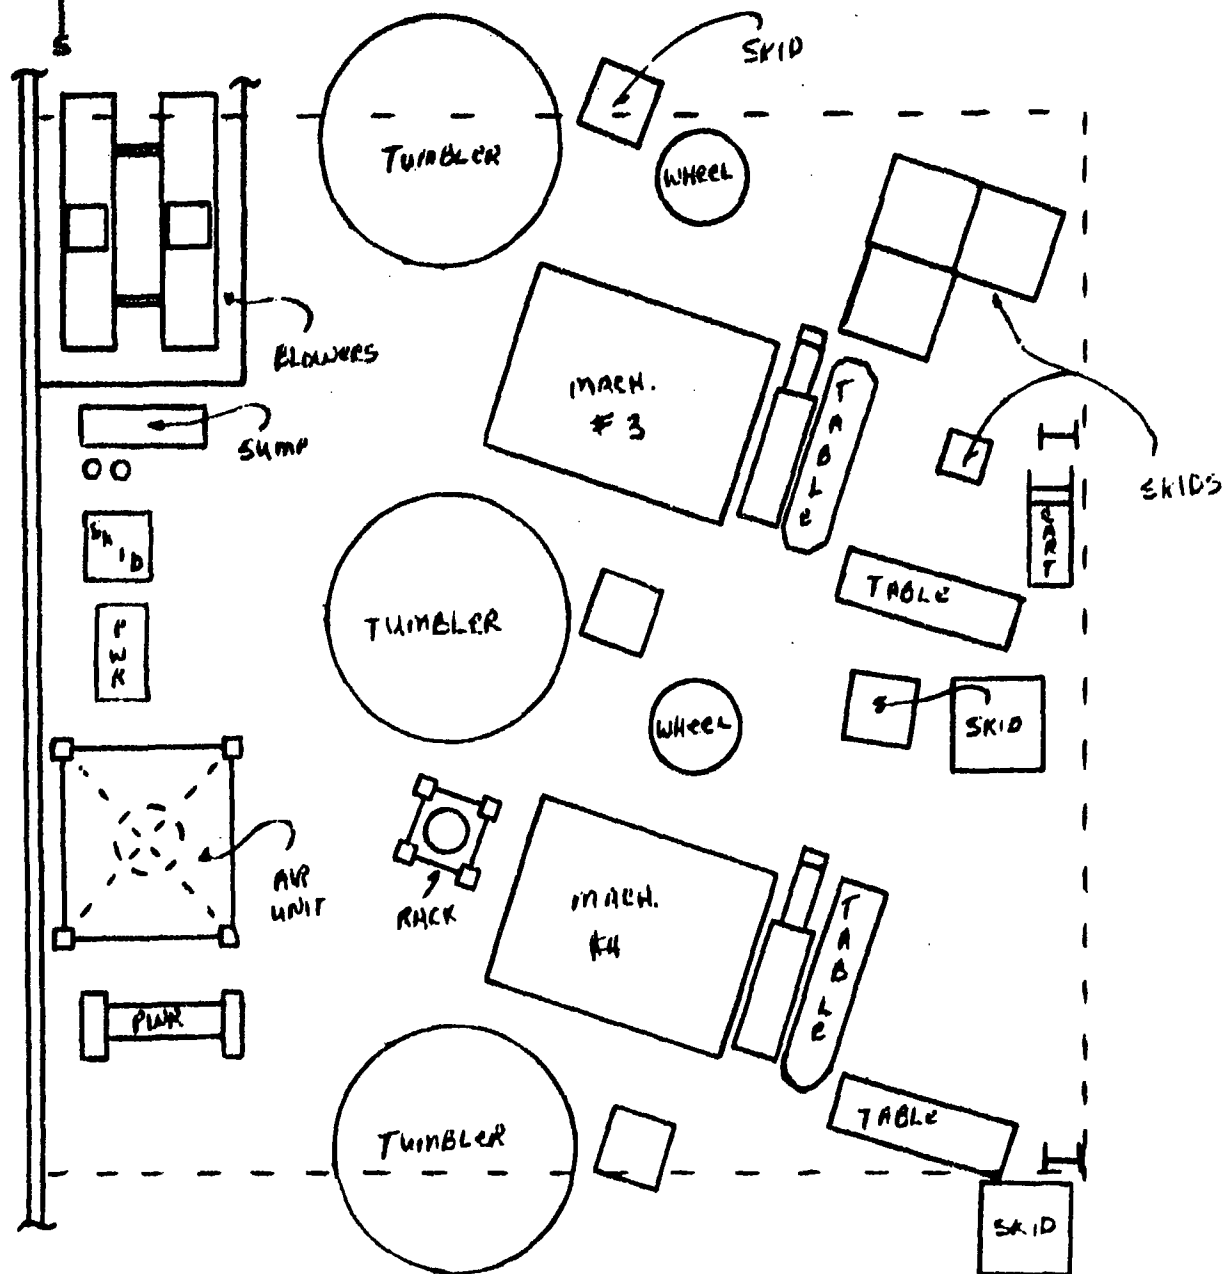 S
SKID
TUMBLER
WHEEL
BLOWERS
MACH.
# 3
TABLE
SUMP
SKIDS
CART
SKID
TABLE
TUMBLER
PWR
WHEEL
SKID
AIR
UNIT
RACK
MACH.
#4
TABLE
PWR
TABLE
TUMBLER
SKID